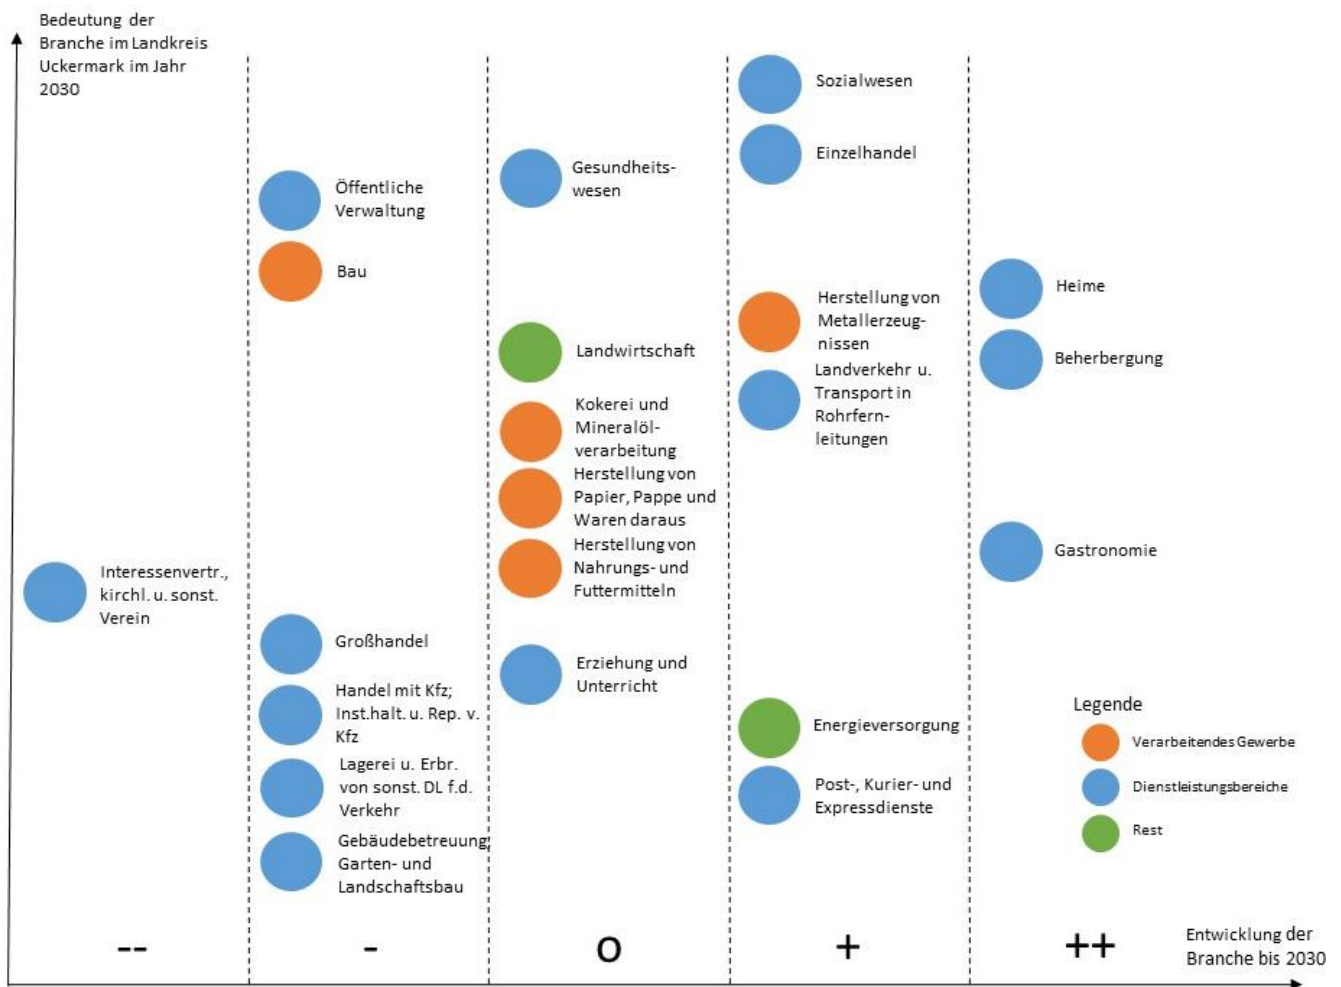 Bedeutung der
Branche im Landkreis
Uckermark im Jahr
2030
Interessenvertr.,
kirchl. u. sonst.
Verein
Öffentliche
Verwaltung
Bau
Großhandel
Handel mit Kfz;
Inst.halt. u. Rep. v.
Kfz
Lagerei u. Erbr.
von sonst. DL f.d.
Verkehr
Gebäudebetreuung;
Garten- und
Landschaftsbau
Gesundheits-
wesen
Landwirtschaft
Kokerei und
Mineralöl-
verarbeitung
Herstellung von
Papier, Pappe und
Waren daraus
Herstellung von
Nahrungs- und
Futtermitteln
Erziehung und
Unterricht
Sozialwesen
Einzelhandel
Herstellung von
Metallerzeug-
nissen
Landverkehr u.
Transport in
Rohrfern-
leitungen
Energieversorgung
Post-, Kurier- und
Expressdienste
Heime
Beherbergung
Gastronomie
Legende
Verarbeitendes Gewerbe
Dienstleistungsbereiche
Rest
-- - o + ++
Entwicklung der
Branche bis 2030